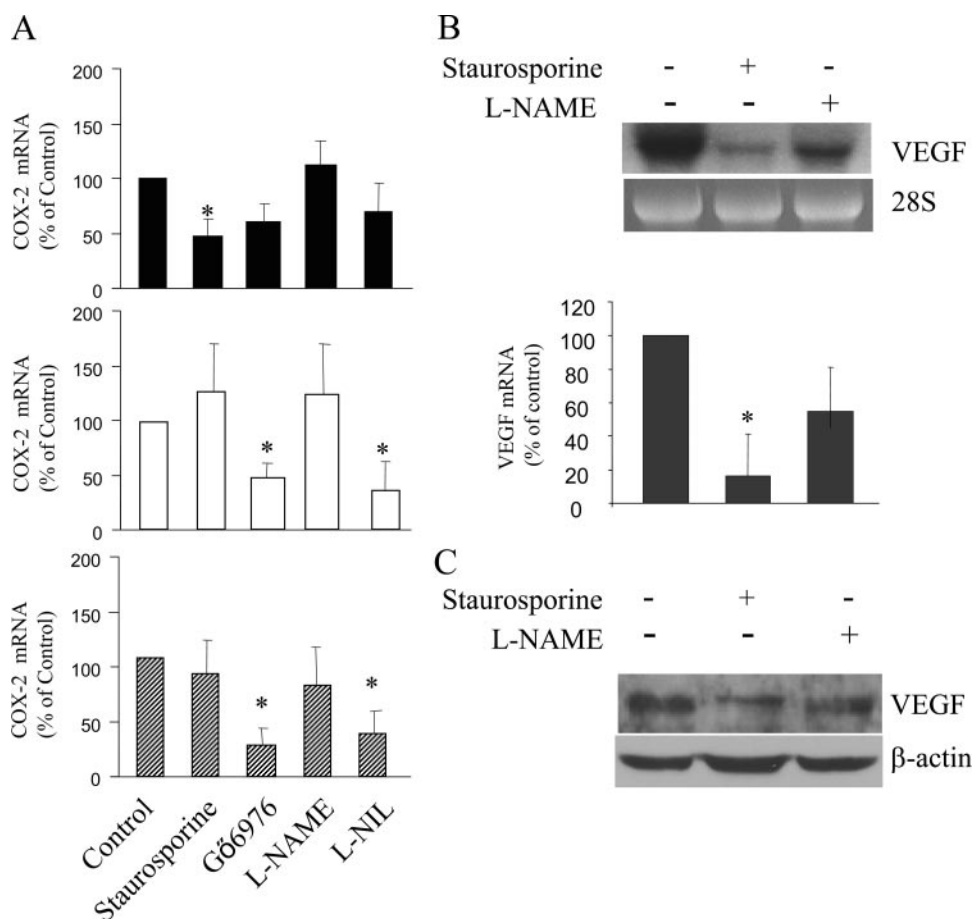 A
COX-2 mRNA
(% of Control)
200
150
100
50
0
*
COX-2 mRNA
(% of Control)
200
150
100
50
0
*
*
COX-2 mRNA
(% of Control)
200
150
100
50
0
*
*
Control
Staurosporine
Gő6976
L-NAME
L-NIL
B
Staurosporine - + -
L-NAME - - +
VEGF
28S
VEGF mRNA
(% of control)
120
100
80
60
40
20
0
*
C
Staurosporine - + -
L-NAME - - +
VEGF
β-actin